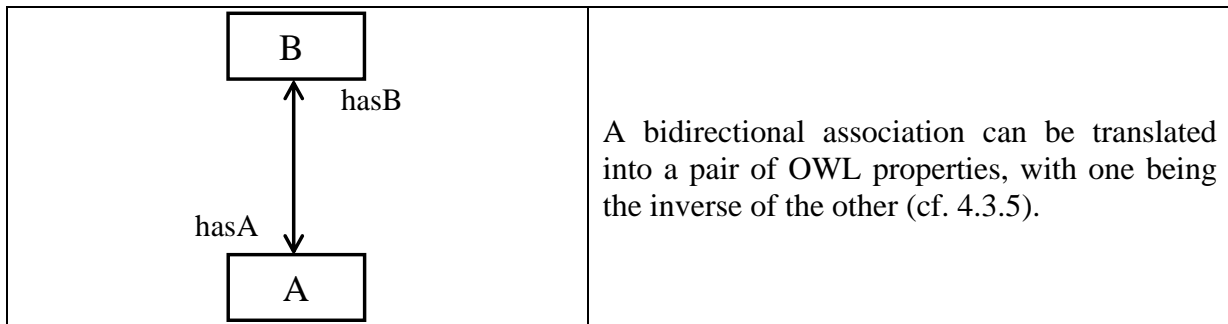 B
hasB
hasA
A
A bidirectional association can be translated
into a pair of OWL properties, with one being
the inverse of the other (cf. 4.3.5).